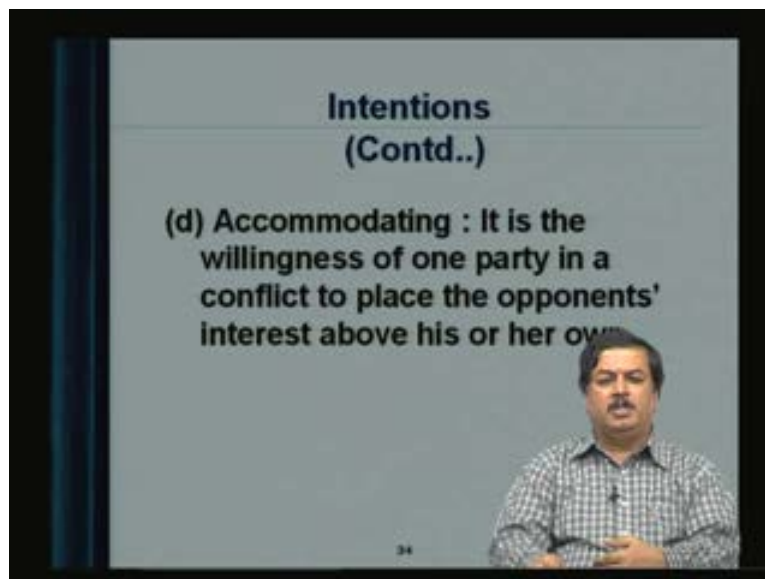 Intentions
(Contd..)
(d) Accommodating : It is the
willingness of one party in a
conflict to place the opponents'
interest above his or her own
34